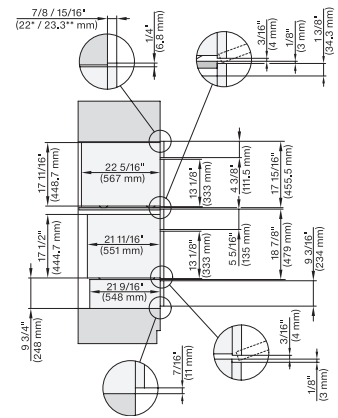 7/8 / 15/16"
(22* / 23.3** mm)
1/4"
(6.8 mm)
3/16"
(4 mm)
1/8"
(3 mm)
1 3/8"
(34.3 mm)
17 11/16"
(448.7 mm)
22 5/16"
(567 mm)
13 1/8"
(333 mm)
4 3/8"
(111.5 mm)
17 15/16"
(455.5 mm)
17 1/2"
(444.7 mm)
21 11/16"
(551 mm)
13 1/8"
(333 mm)
5 5/16"
(135 mm)
18 7/8"
(479 mm)
9 3/16"
(234 mm)
21 9/16"
(548 mm)
9 3/4"
(248 mm)
7/16"
(11 mm)
3/16"
(4 mm)
1/8"
(3 mm)